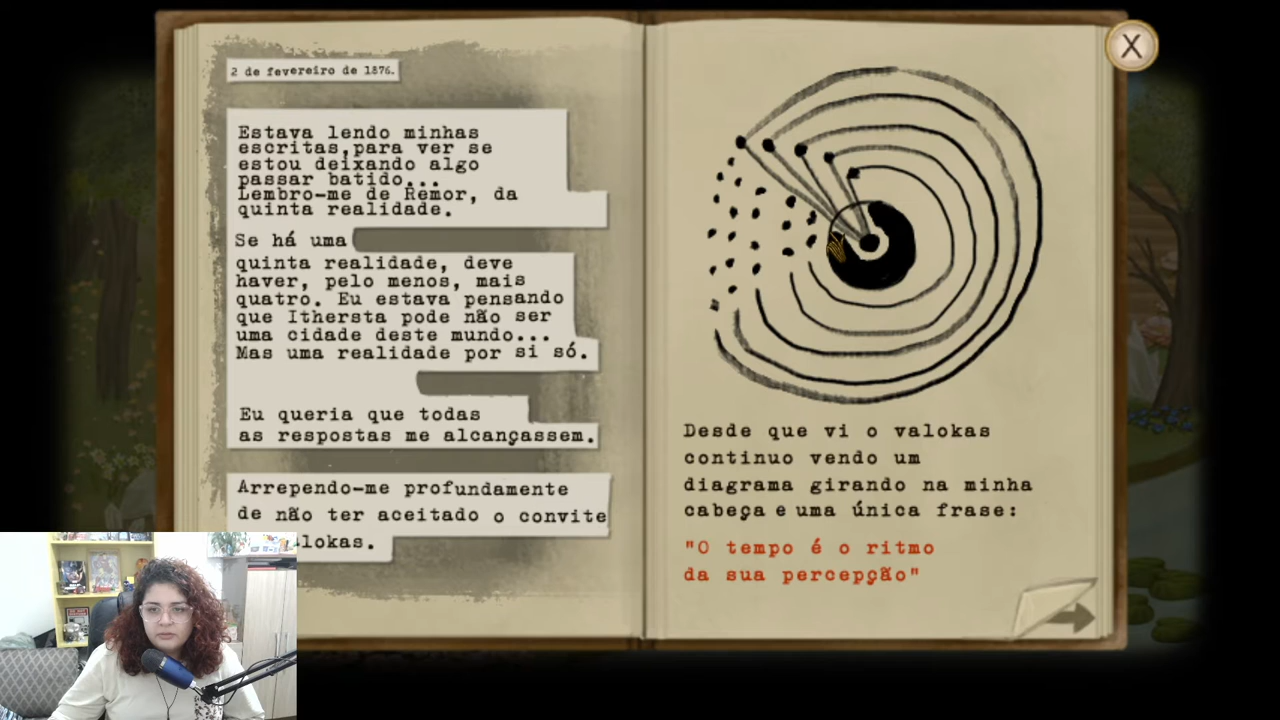 2 de fevereiro de 1876.
Estava lendo minhas
escritas,para ver se
estou deixando algo
passar batido...
Lembro-me de Remor, da
quinta realidade.
Se há uma
quinta realidade, deve
haver, pelo menos, mais
quatro. Eu estava pensando
que Ithersta pode não ser
uma cidade deste mundo...
Mas uma realidade por si só.
Eu queria que todas
as respostas me alcançassem.
Arrependo-me profundamente
de não ter aceitado o convite
lokas.
X
Desde que vi o valokas
continuo vendo um
diagrama girando na minha
cabeça e uma única frase:
"O tempo é o ritmo
da sua percepção"